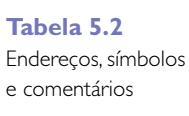 Tabela 5.2
Endereços, símbolos
e comentários